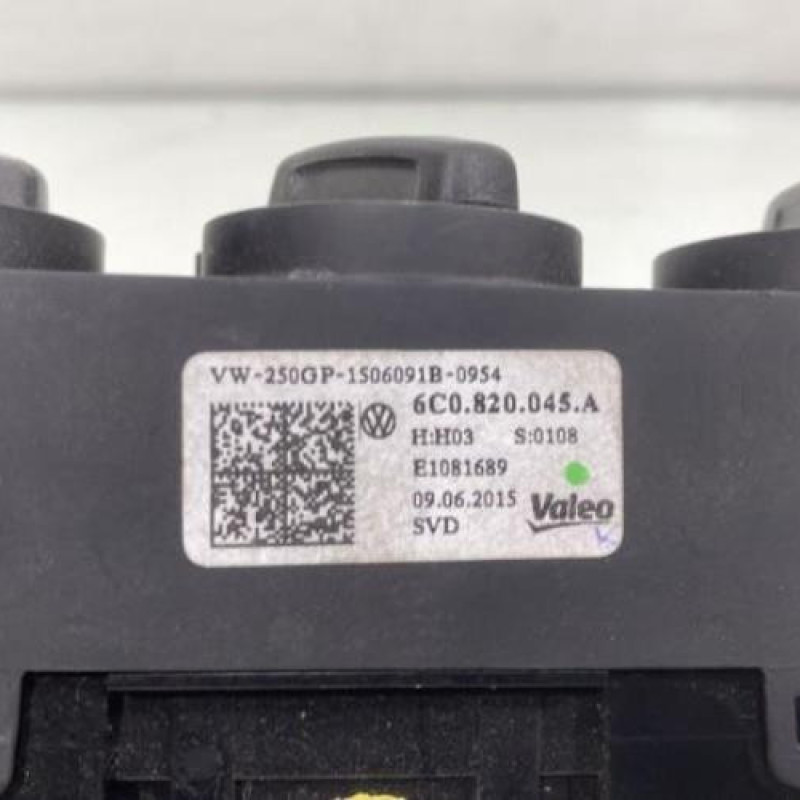 VW-250GP-1506091B-0954
6C0.820.045.A
H:H03 S:0108
E1081689
09.06.2015
Valeo
SVD